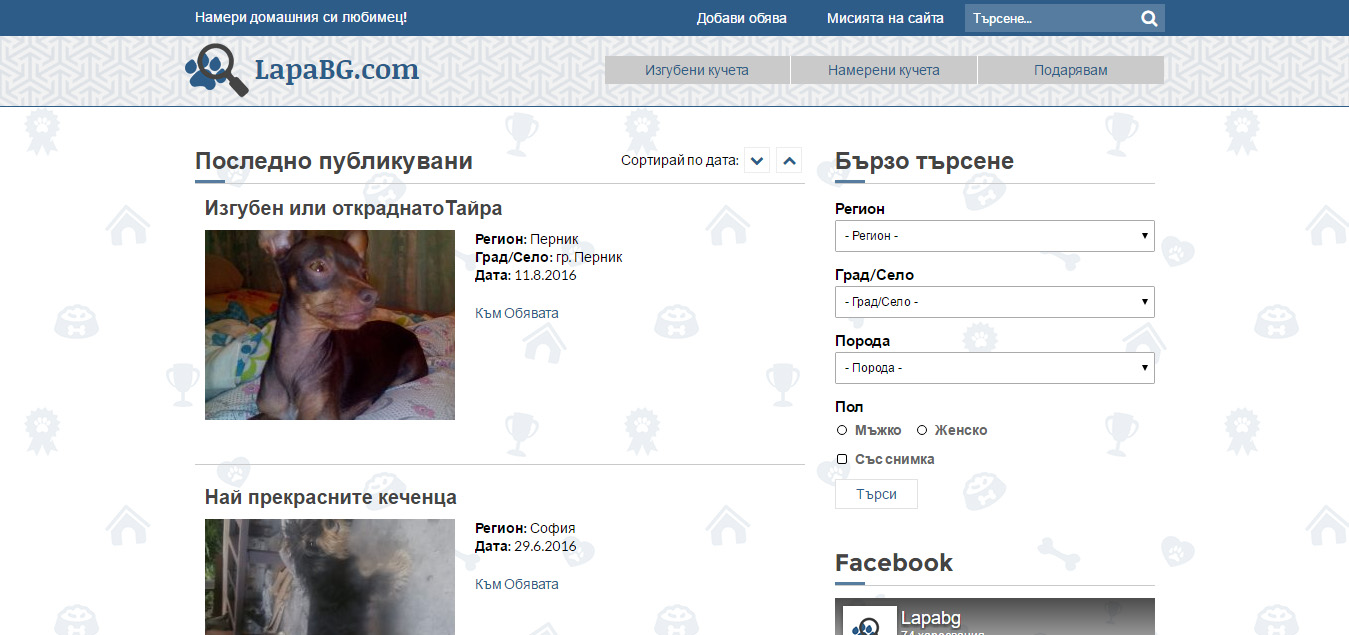 Намери домашния си любимец!
Добави обява
Мисията на сайта
Търсене...
LapaBG.com
Изгубени кучета
Намерени кучета
Подарявам
Последно публикувани
Сортирай по дата:
Изгубен или откраднатоТайра
Регион: Перник
Град/Село: гр. Перник
Дата: 11.8.2016
Към Обявата
Най прекрасните кеченца
Регион: София
Дата: 29.6.2016
Към Обявата
Бързо търсене
Регион
- Регион -
Град/Село
- Град/Село -
Порода
- Порода -
Пол
Мъжко
Женско
Със снимка
Търси
Facebook
Lapabg
74 харесвания